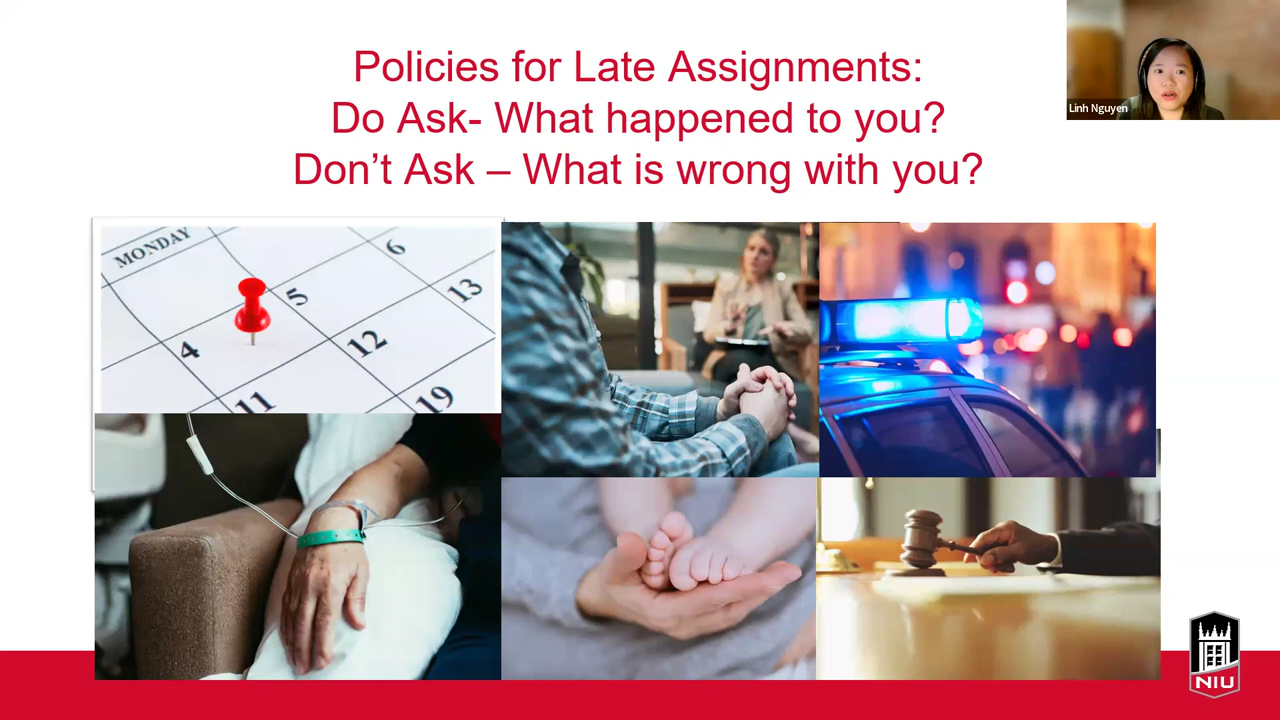 Policies for Late Assignments:
Do Ask- What happened to you?
Don’t Ask – What is wrong with you?
Linh Nguyen
MONDAY
6
5
13
4
12
11
19
NIU